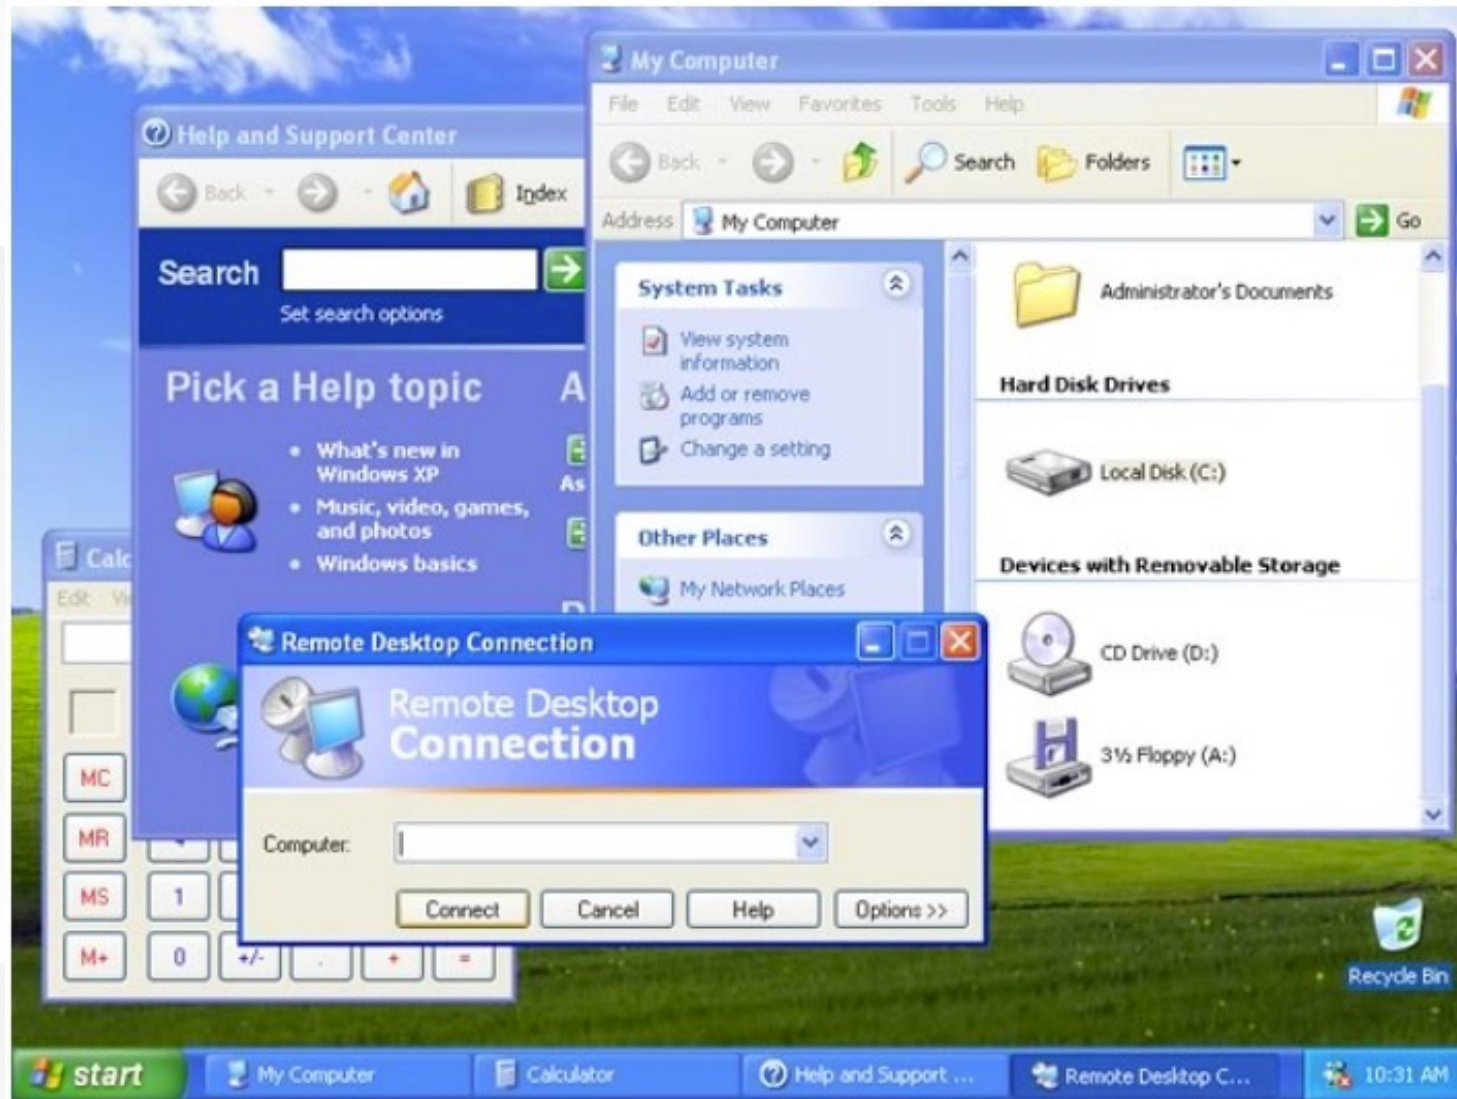 My Computer
File Edit View Favorites Tools Help
Back Search Folders
Address My Computer Go
System Tasks
View system
information
Add or remove
programs
Change a setting
Other Places
My Network Places
Administrator's Documents
Hard Disk Drives
Local Disk (C:)
Devices with Removable Storage
CD Drive (D:)
3½ Floppy (A:)
Help and Support Center
Back Index
Search
Set search options
Pick a Help topic
A
What's new in
Windows XP
As
Music, video, games,
and photos
Windows basics
Calc
Edit
MC
MR
MS 1
M+ 0 +/- . + =
Remote Desktop Connection
Remote Desktop
Connection
Computer:
Connect Cancel Help Options >>
Recycle Bin
start My Computer Calculator Help and Support ... Remote Desktop C... 10:31 AM